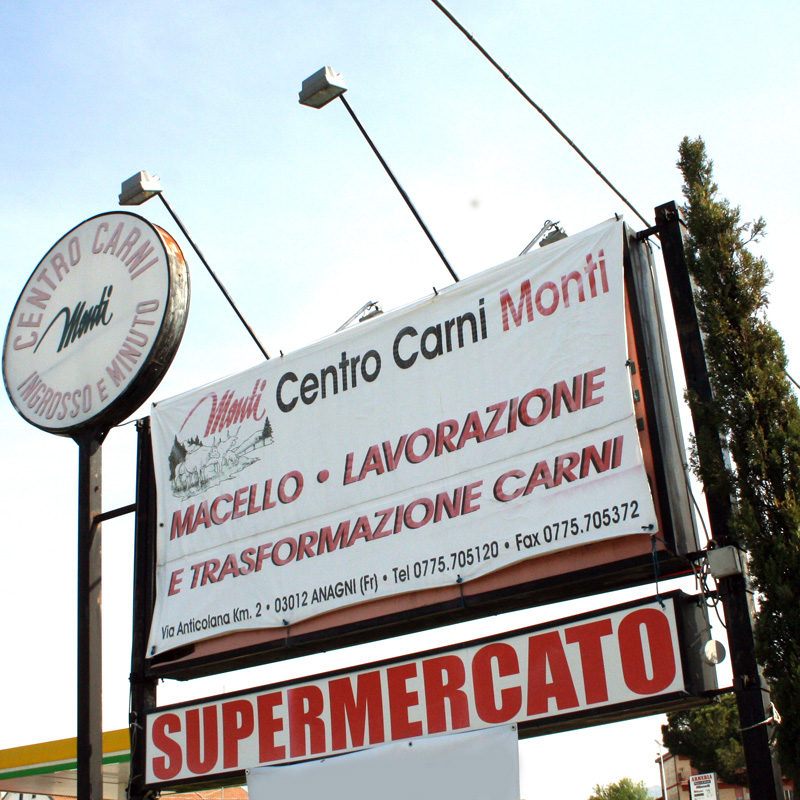 CENTRO CARNI
Monti
INGROSSO E MINUTO
Monti Centro Carni Monti
MACELLO • LAVORAZIONE
E TRASFORMAZIONE CARNI
Via Anticolana Km. 2 • 03012 ANAGNI (Fr) • Tel 0775.705120 • Fax 0775.705372
SUPERMERCATO
ARMERIA